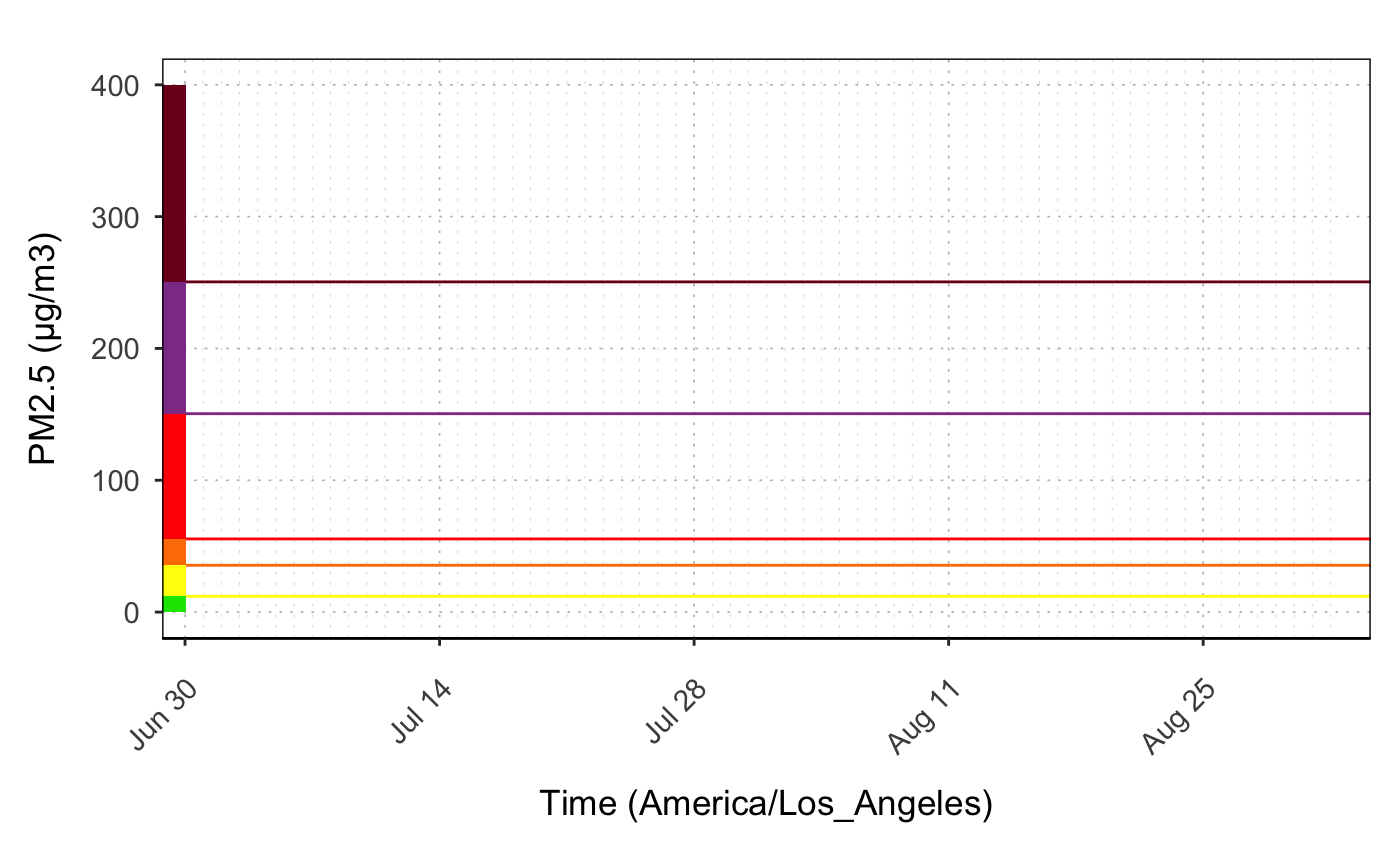 400
300
200
100
0
PM2.5 (µg/m3)
Jun 30
Jul 14
Jul 28
Aug 11
Aug 25
Time (America/Los_Angeles)